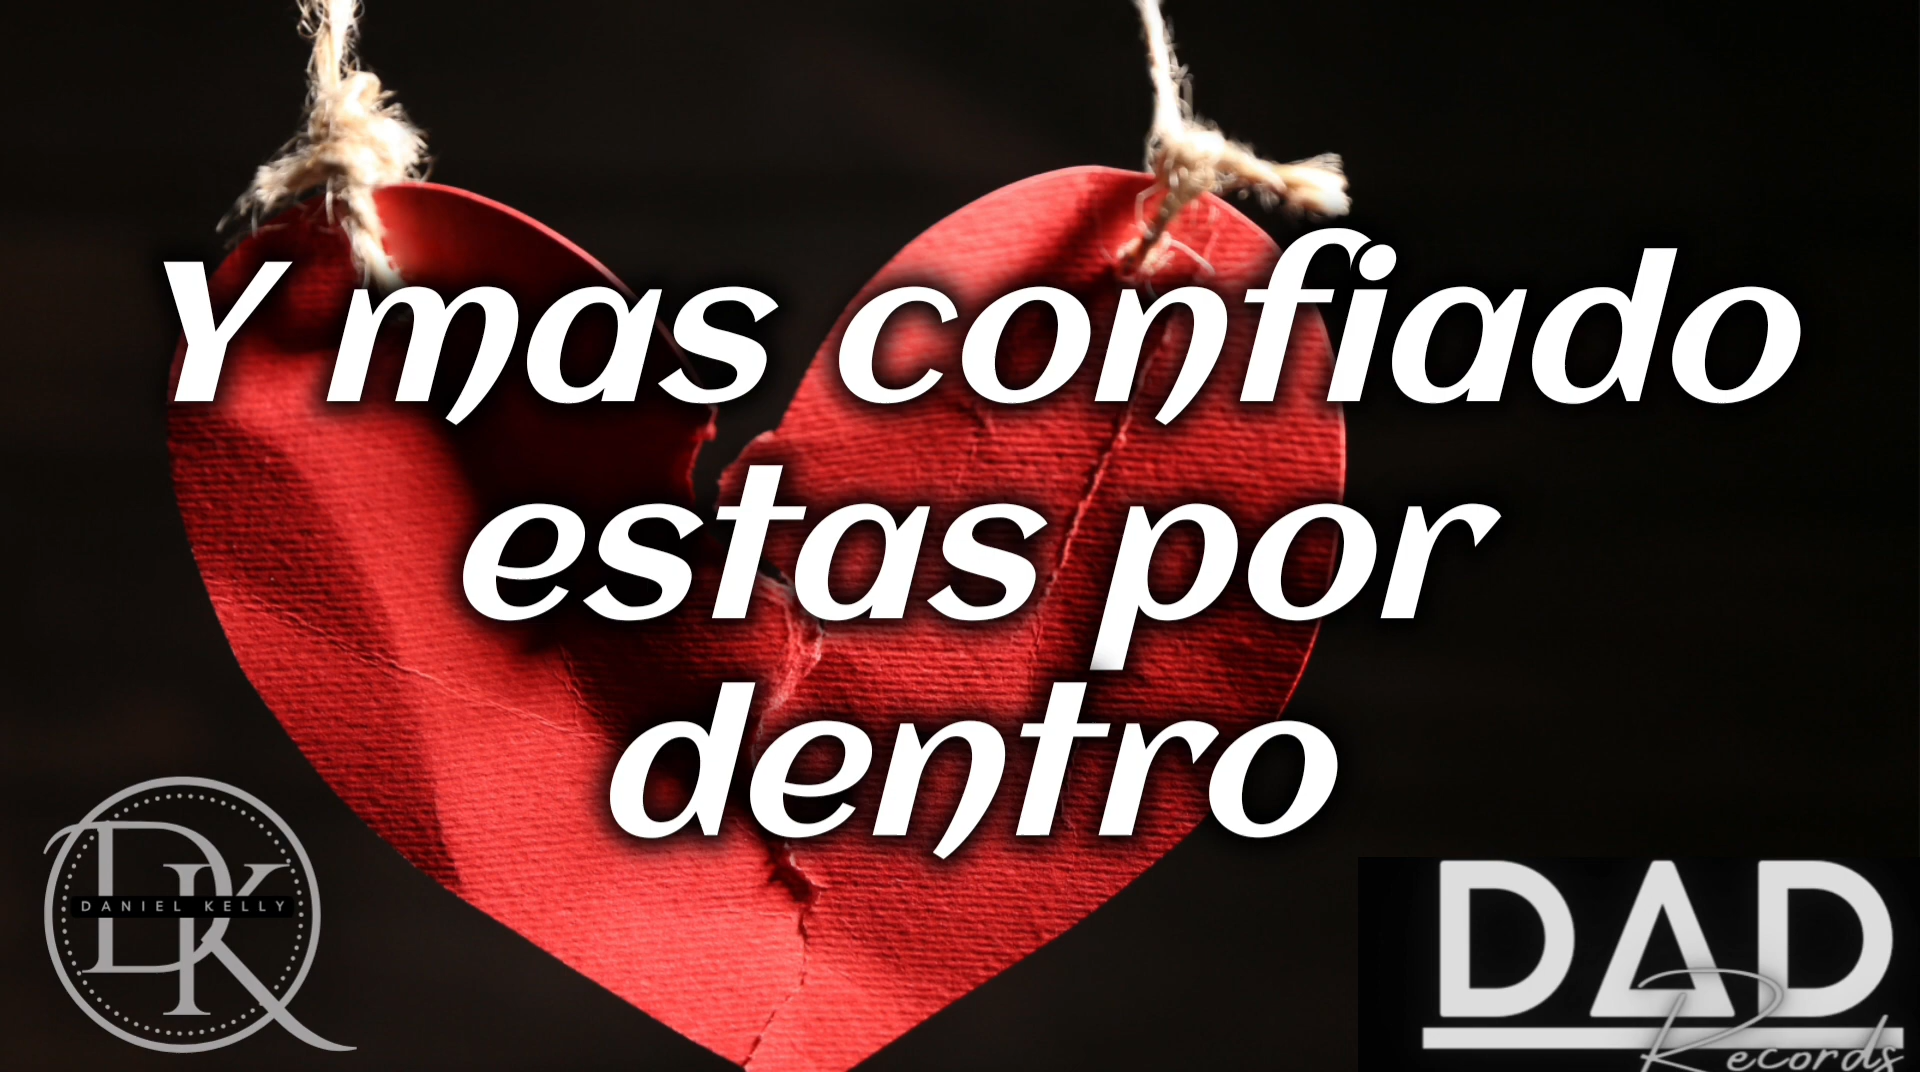 Y mas confiado
estas por
dentro
DK
DANIEL KELLY
DAD
Records